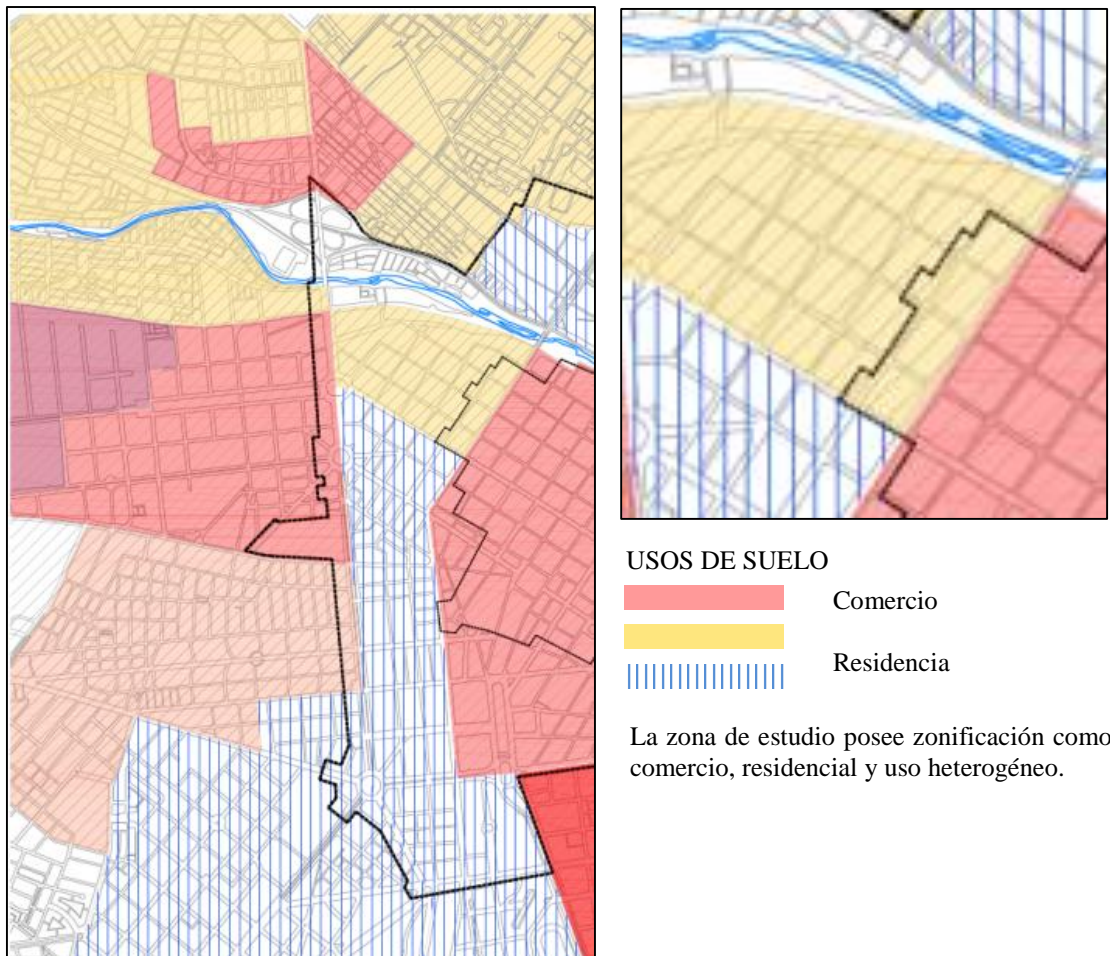 USOS DE SUELO
Comercio
Residencia
La zona de estudio posee zonificación como
comercio, residencial y uso heterogéneo.